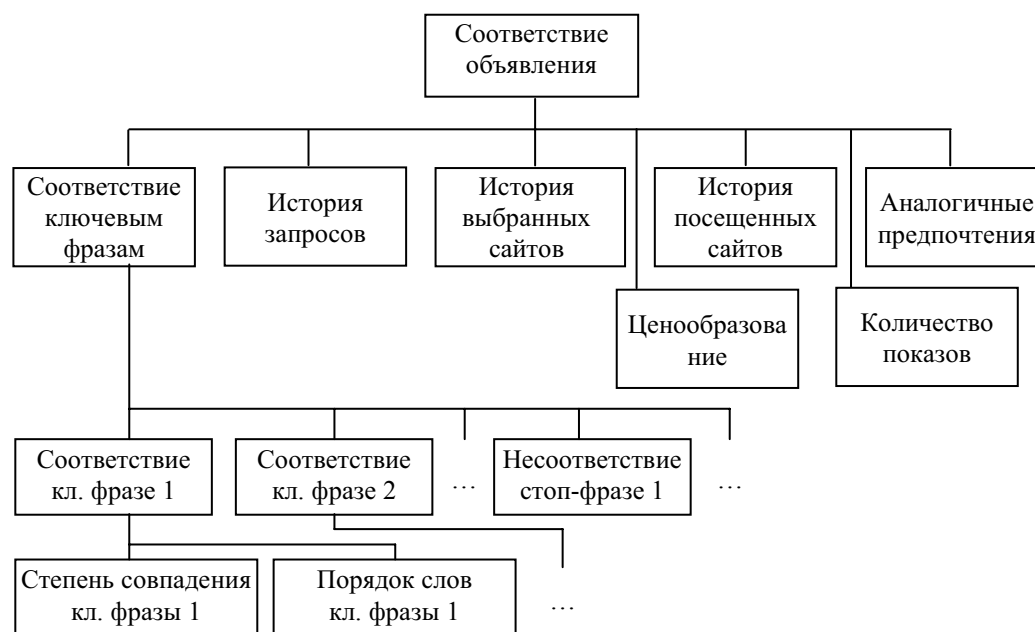 Соответствие
объявления
Соответствие
ключевым
фразам
История
запросов
История
выбранных
сайтов
История
посещенных
сайтов
Аналогичные
предпочтения
Ценообразова
ние
Количество
показов
Соответствие
кл. фразе 1
Соответствие
кл. фразе 2
…
Несоответствие
стоп-фразе 1
…
Степень совпадения
кл. фразы 1
Порядок слов
кл. фразы 1
…